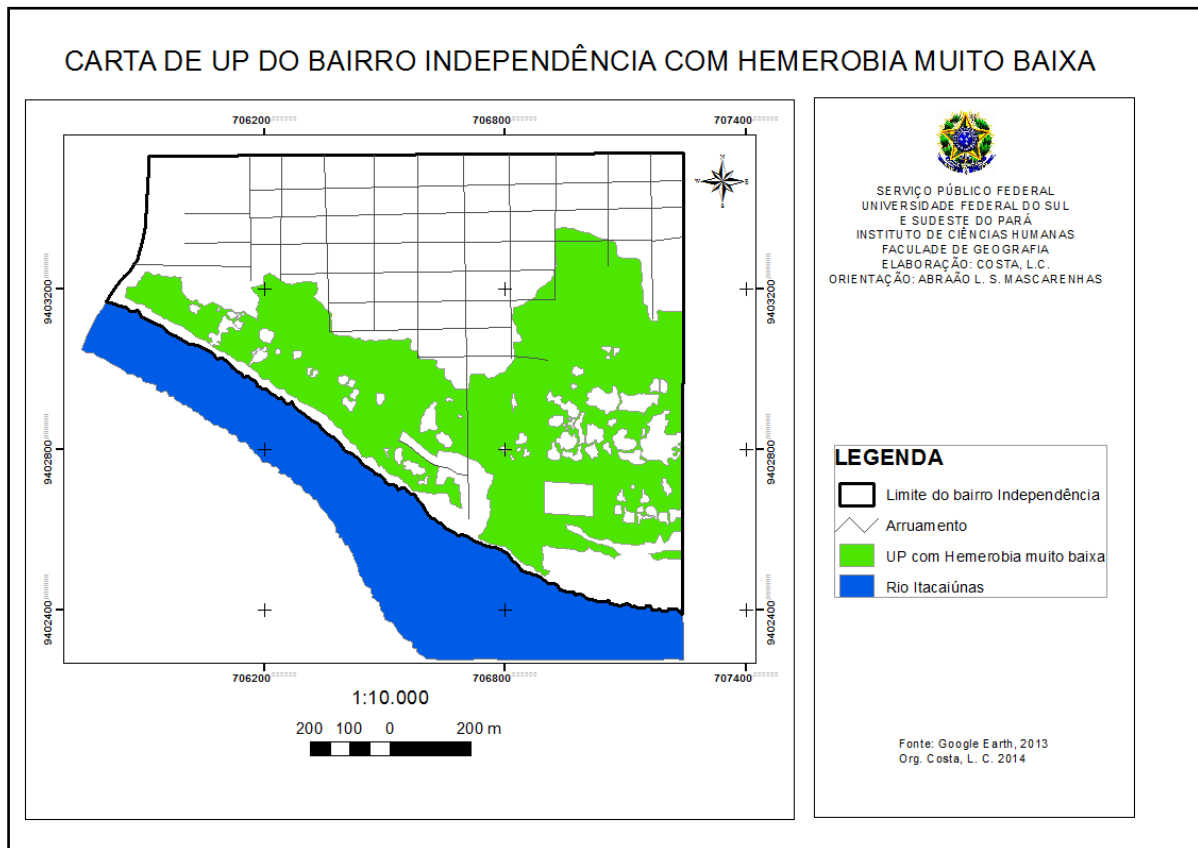 CARTA DE UP DO BAIRRO INDEPENDÊNCIA COM HEMEROBIA MUITO BAIXA
706200 706800 707400
N
W E
S
9403200 9403200
9402800 9402800
9402400 9402400
706200 706800 707400
1:10.000
200 100 0 200 m
SERVIÇO PÚBLICO FEDERAL
UNIVERSIDADE FEDERAL DO SUL
E SUDESTE DO PARÁ
INSTITUTO DE CIÊNCIAS HUMANAS
FACULADE DE GEOGRAFIA
ELABORAÇÃO: COSTA, L.C.
ORIENTAÇÃO: ABRAÃO L. S. MASCARENHAS
LEGENDA
Limite do bairro Independência
Arruamento
UP com Hemerobia muito baixa
Rio Itacaiúnas
Fonte: Google Earth, 2013
Org. Costa, L. C. 2014